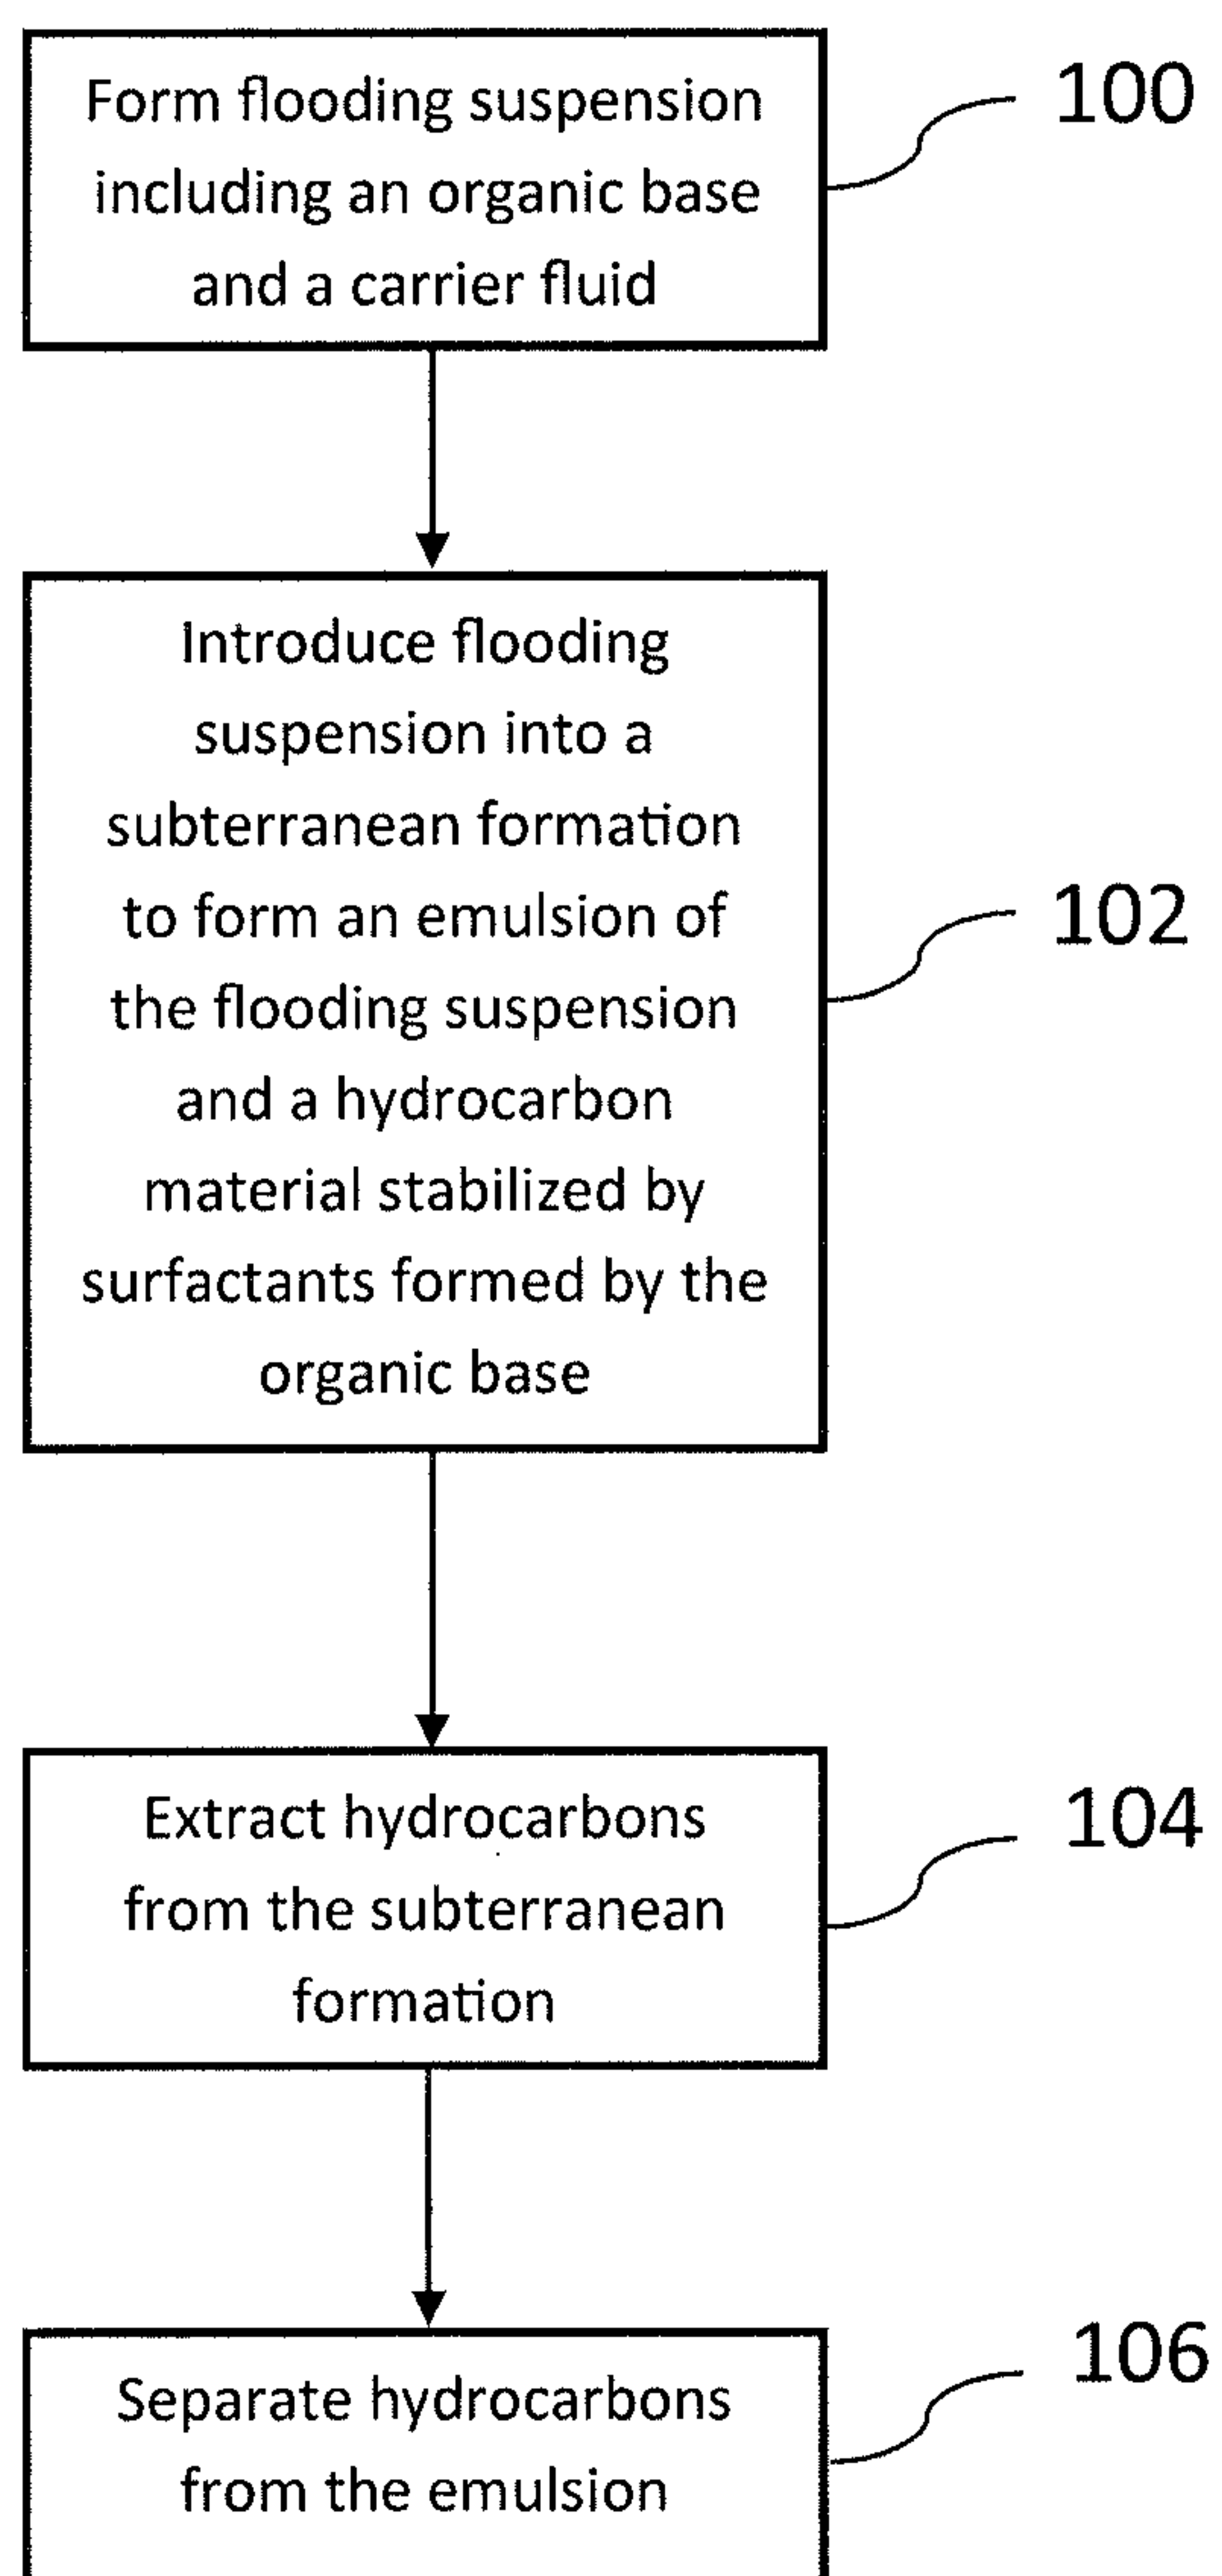 Form flooding suspension
including an organic base
and a carrier fluid
100
Introduce flooding
suspension into a
subterranean formation
to form an emulsion of
the flooding suspension
and a hydrocarbon
material stabilized by
surfactants formed by the
organic base
102
Extract hydrocarbons
from the subterranean
formation
104
Separate hydrocarbons
from the emulsion
106